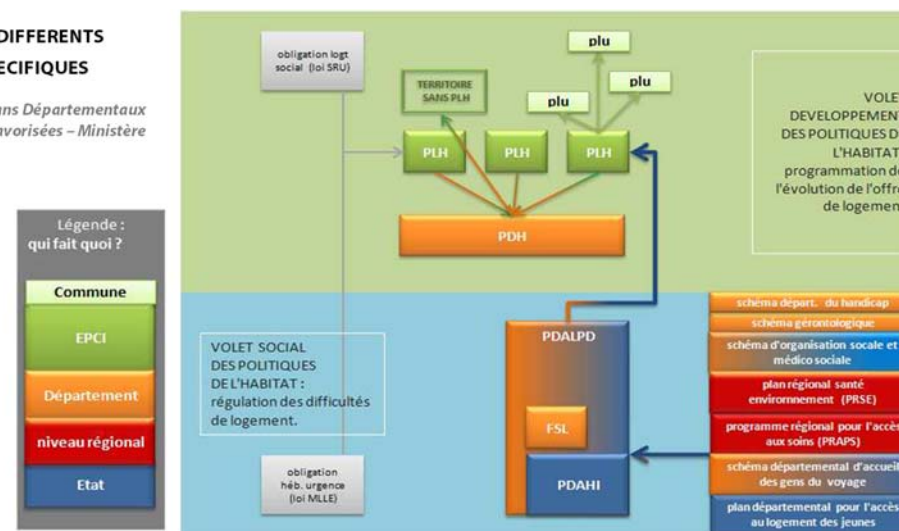 DIFFERENTS
ECIFIQUES
ans Départementaux
avorisées – Ministère
Légende :
qui fait quoi ?
Commune
EPCI
Département
niveau régional
Etat
obligation logt
social (loi SRU)
TERRITOIRE
SANS PLH
plu
plu
plu
PLH
PLH
PLH
PDH
VOLET
DEVELOPPEMENT
DES POLITIQUES D
L'HABITAT
programmation d
l'évolution de l'offr
de logemen
VOLET SOCIAL
DES POLITIQUES
DE L'HABITAT :
régulation des difficultés
de logement.
obligation
héb. urgence
(loi MLLE)
PDALPD
FSL
PDAHI
schéma départ. du handicap
schéma gérontologique
schéma d'organisation socale et
médico sociale
plan régional santé
enviromnement (PRSE)
programme régional pour l'accès
aux soins (PRAPS)
schéma départemental d'accueil
des gens du voyage
plan départemental pour l'accès
au logement des jeunes